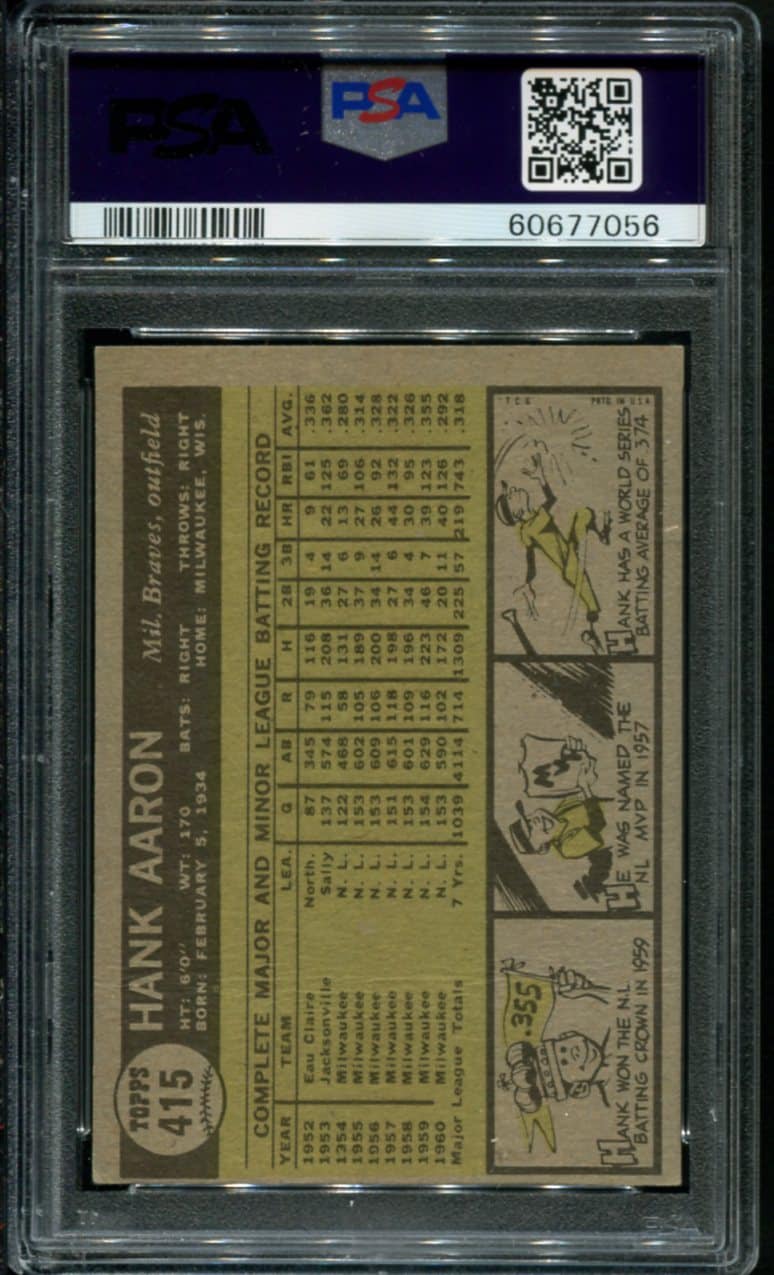 PSA
PSA
60677056
TOPPS
415
HANK AARON
Mil. Braves, outfield
HT: 6'0" WT: 170 BATS: RIGHT THROWS: RIGHT
BORN: FEBRUARY 5, 1934 HOME: MILWAUKEE, WIS.
COMPLETE MAJOR AND MINOR LEAGUE BATTING RECORD
YEAR TEAM LEA. G AB R H 2B 3B HR RBI AVG.
1952 Eau Claire North. 87 345 79 116 19 4 9 61 .336
1953 Jacksonville Sally 137 574 115 208 36 14 22 125 .362
1354 Milwaukee N. L. 122 468 58 131 27 6 13 69 .280
1955 Milwaukee N. L. 153 602 105 189 37 9 27 106 .314
1956 Milwaukee N. L. 153 609 106 200 34 14 26 92 .328
1957 Milwaukee N. L. 151 615 118 198 27 6 44 132 .322
1958 Milwaukee N. L. 153 601 109 196 34 4 30 95 .326
1959 Milwaukee N. L. 154 629 116 223 46 7 39 123 .355
1960 Milwaukee N. L. 153 590 102 172 20 11 40 126 .292
Major League Totals 7 Yrs. 1039 4114 714 1309 225 57 219 743 .318
.355
HANK WON THE N.L.
BATTING CROWN IN 1959
M
HE WAS NAMED THE
NL MVP IN 1957
T.C.G. PRTD. IN U.S.A.
HANK HAS A WORLD SERIES
BATTING AVERAGE OF .374